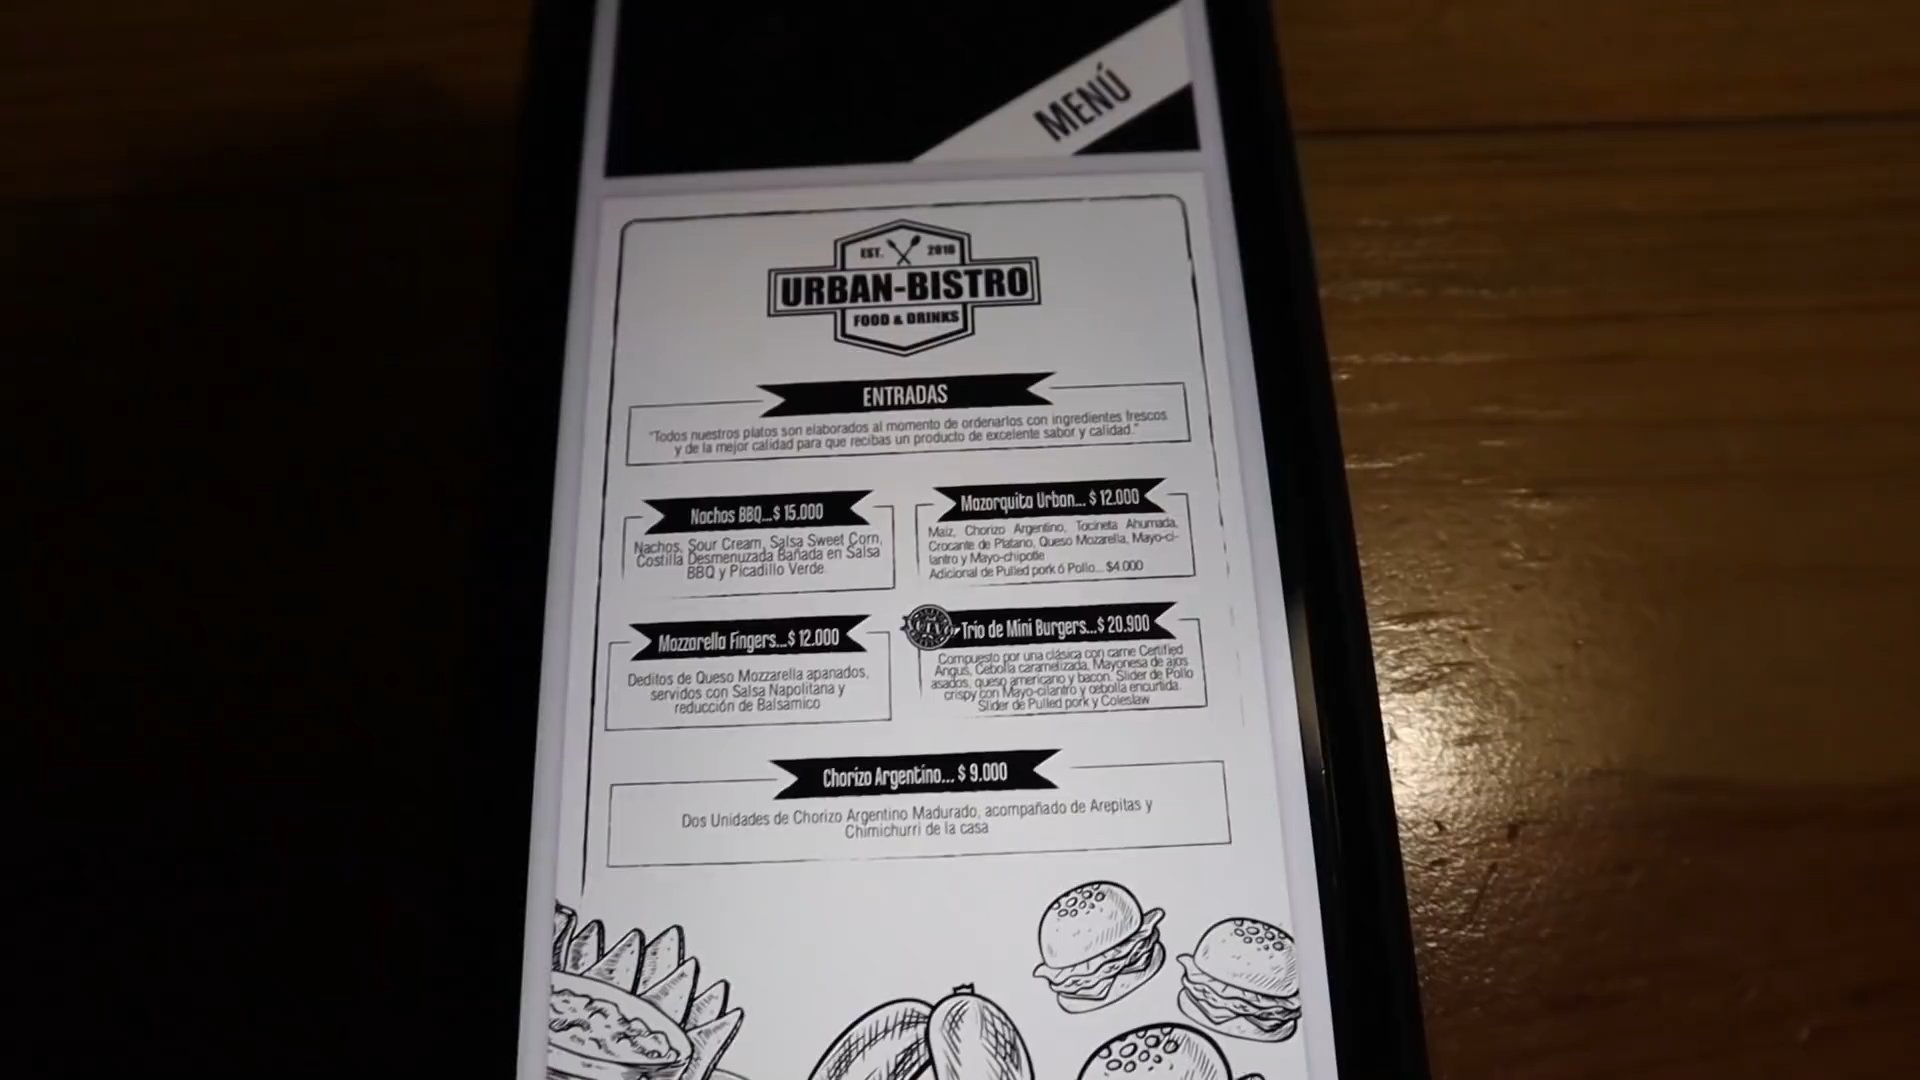 MENÚ
EST. 2016
URBAN-BISTRO
FOOD & DRINKS
ENTRADAS
"Todos nuestros platos son elaborados al momento de ordenarlos con ingredientes frescos
y de la mejor calidad para que recibas un producto de excelente sabor y calidad."
Nachos BBQ...$ 15.000
Nachos, Sour Cream, Salsa Sweet Corn,
Costilla Desmenuzada Bañada en Salsa
BBQ y Picadillo Verde.
Mazorquita Urban... $ 12.000
Maiz, Chorizo Argentino, Tocineta Ahumada,
Crocante de Platano, Queso Mozarella, Mayo-ci-
lantro y Mayo-chipotle
Adicional de Pulled pork ó Pollo... $4.000
Mozzarella Fingers...$ 12.000
Deditos de Queso Mozzarella apanados,
servidos con Salsa Napolitana y
reducción de Balsámico
Trio de Mini Burgers...$ 20.900
Compuesto por una clásica con carne Certified
Angus, Cebolla caramelizada, Mayonesa de ajos
asados, queso americano y bacon. Slider de Pollo
crispy con Mayo-cilantro y cebolla encurtida.
Slider de Pulled pork y Coleslaw
Chorizo Argentino... $ 9.000
Dos Unidades de Chorizo Argentino Madurado, acompañado de Arepitas y
Chimichurri de la casa